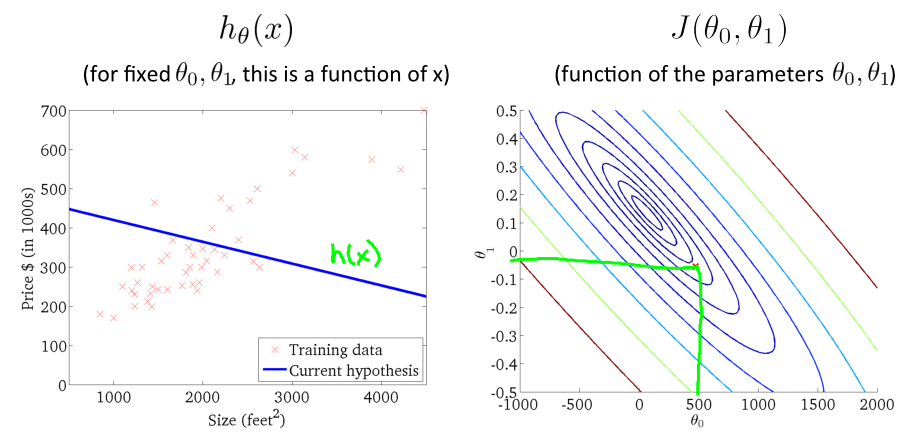 hθ(x)
(for fixed θ₀, θ₁, this is a function of x)
700
600
500
400
300
200
100
0
Price $ (in 1000s)
1000
2000
3000
4000
Size (feet²)
h(x)
Training data
Current hypothesis
J(θ₀, θ₁)
(function of the parameters θ₀, θ₁)
0.5
0.4
0.3
0.2
0.1
0
-0.1
-0.2
-0.3
-0.4
-0.5
θ₁
-1000
-500
0
500
1000
1500
2000
θ₀